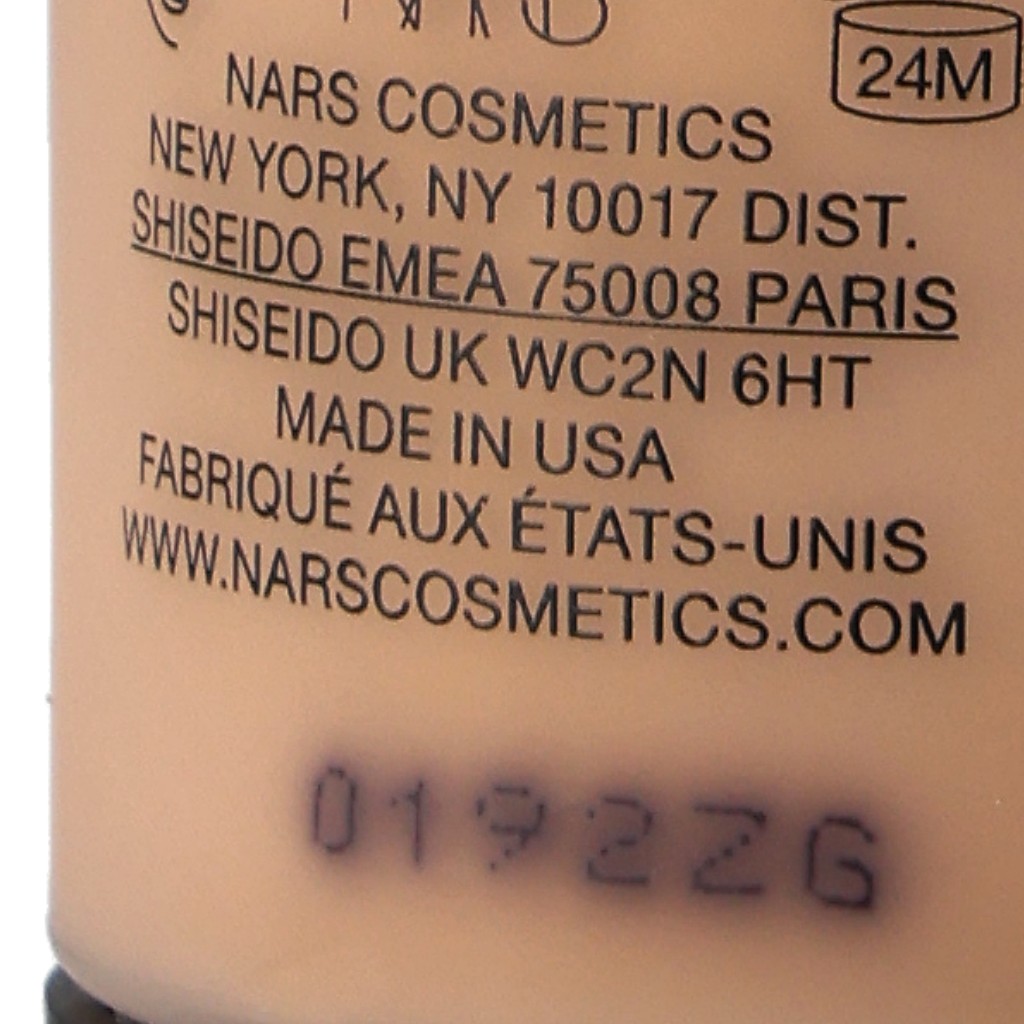 24M
NARS COSMETICS
NEW YORK, NY 10017 DIST.
SHISEIDO EMEA 75008 PARIS
SHISEIDO UK WC2N 6HT
MADE IN USA
FABRIQUÉ AUX ÉTATS-UNIS
WWW.NARSCOSMETICS.COM
0192ZG